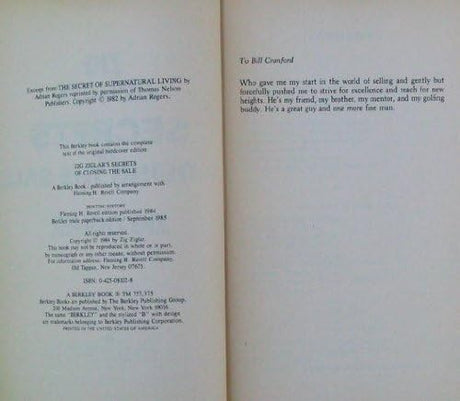 Excerpt from THE SECRET OF SUPERNATURAL LIVING by
Adrian Rogers reprinted by permission of Thomas Nelson
Publishers. Copyright © 1982 by Adrian Rogers.
This Berkley book contains the complete
text of the original hardcover edition.
ZIG ZIGLAR'S SECRETS
OF CLOSING THE SALE
A Berkley Book / published by arrangement with
Fleming H. Revell Company
PRINTING HISTORY
Fleming H. Revell edition published 1984
Berkley trade paperback edition / September 1985
All rights reserved.
Copyright © 1984 by Zig Ziglar.
This book may not be reproduced in whole or in part,
by mimeograph or any other means, without permission.
For information address: Fleming H. Revell Company,
Old Tappan, New Jersey 07675.
ISBN: 0-425-08102-8
A BERKLEY BOOK ® TM 757,375
Berkley Books are published by The Berkley Publishing Group,
200 Madison Avenue, New York, New York 10016.
The name "BERKLEY" and the stylized "B" with design
are trademarks belonging to Berkley Publishing Corporation.
PRINTED IN THE UNITED STATES OF AMERICA
To Bill Cranford
Who gave me my start in the world of selling and gently but
forcefully pushed me to strive for excellence and reach for new
heights. He's my friend, my brother, my mentor, and my golfing
buddy. He's a great guy and one more fine man.